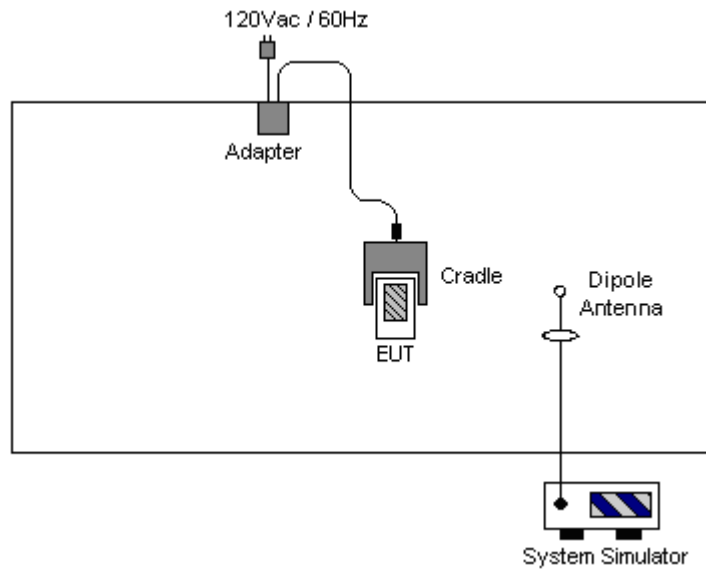 120Vac / 60Hz
Adapter
Cradle
EUT
Dipole
Antenna
System Simulator